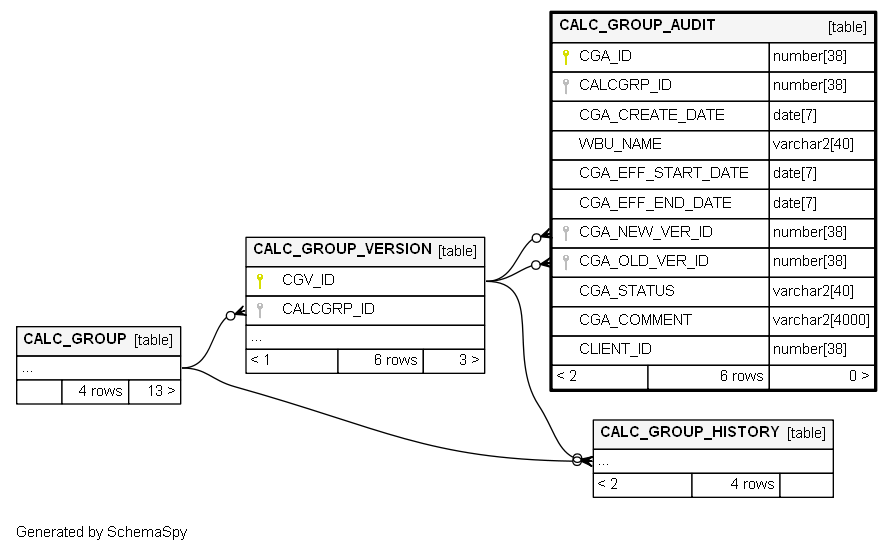 CALC_GROUP_AUDIT [table]
CGA_ID number[38]
CALCGRP_ID number[38]
CGA_CREATE_DATE date[7]
WBU_NAME varchar2[40]
CGA_EFF_START_DATE date[7]
CGA_EFF_END_DATE date[7]
CGA_NEW_VER_ID number[38]
CGA_OLD_VER_ID number[38]
CGA_STATUS varchar2[40]
CGA_COMMENT varchar2[4000]
CLIENT_ID number[38]
< 2 6 rows 0 >
CALC_GROUP_VERSION [table]
CGV_ID
CALCGRP_ID
...
< 1 6 rows 3 >
CALC_GROUP [table]
...
4 rows 13 >
CALC_GROUP_HISTORY [table]
...
< 2 4 rows
Generated by SchemaSpy